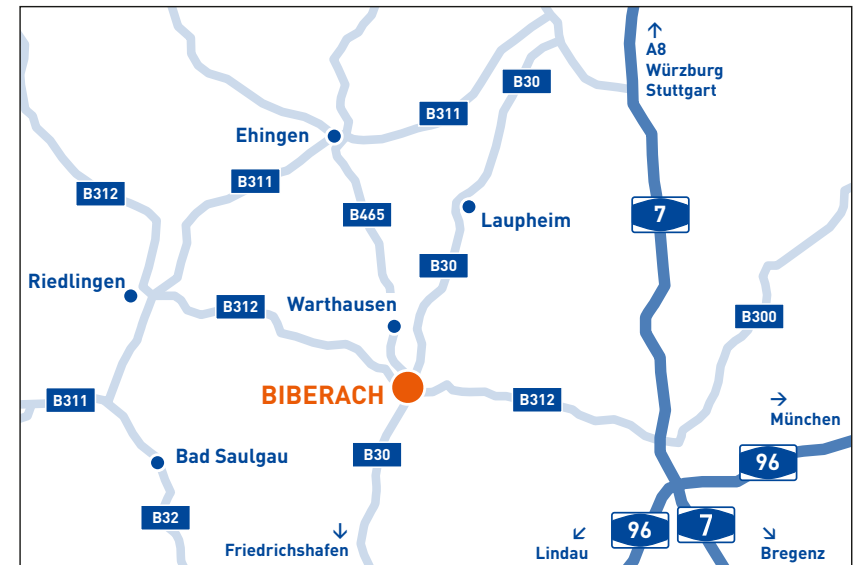 A8
Würzburg
Stuttgart
B30
B311
Ehingen
B311
B312
B465
7
Laupheim
B30
Riedlingen
Warthausen
B312
B300
BIBERACH
B311
B312
München
B30
Bad Saulgau
96
B32
96
7
Friedrichshafen
Lindau
Bregenz